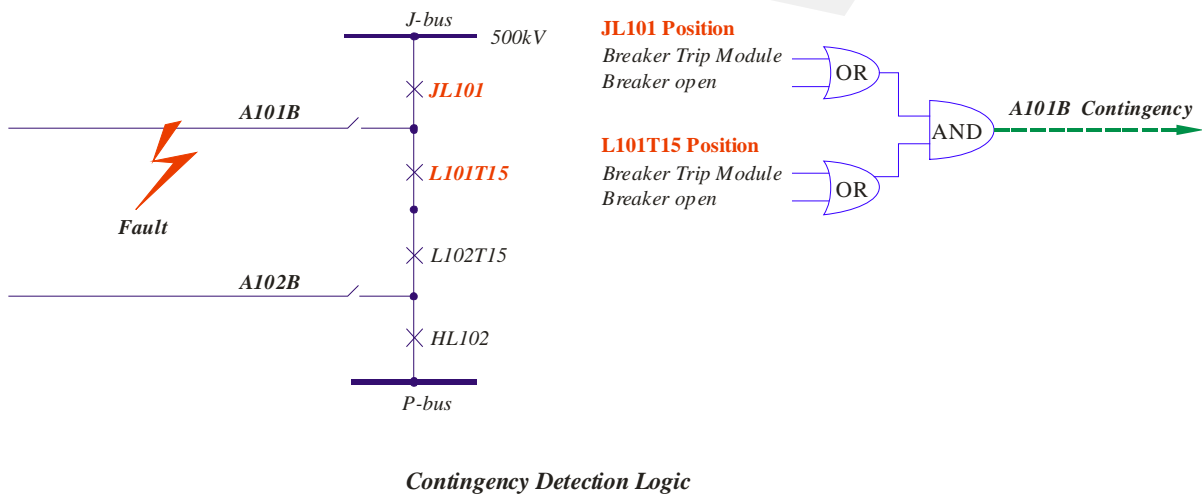 J-bus
500kV
JL101
A101B
L101T15
Fault
L102T15
A102B
HL102
P-bus
JL101 Position
Breaker Trip Module
Breaker open
OR
L101T15 Position
Breaker Trip Module
Breaker open
OR
AND
A101B Contingency
Contingency Detection Logic